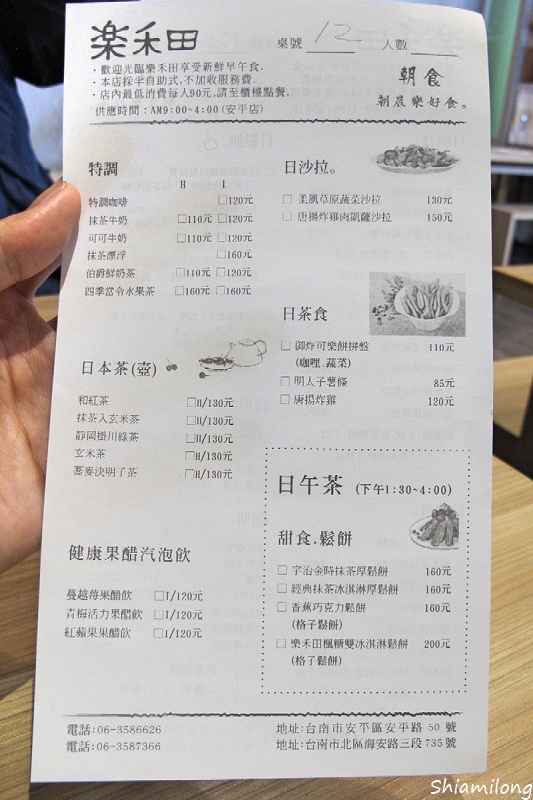 楽禾田
桌號 12 人數
・歡迎光臨樂禾田享受新鮮早午食.
・本店採半自助式,不加收服務費.
・店內最低消費每人90元,請至櫃檯點餐.
供應時間：AM9:00~4:00(安平店)
朝食
朝晨樂好食。
特調
H I
特調咖啡 □120元
抹茶牛奶 □110元 □120元
可可牛奶 □110元 □120元
抹茶漂浮 □160元
伯爵鮮奶茶 □110元 □120元
四季當令水果茶 □160元 □160元
日本茶(壺)
和紅茶 □H/130元
抹茶入玄米茶 □H/130元
靜岡掛川綠茶 □H/130元
玄米茶 □H/130元
蕎麥決明子茶 □H/130元
健康果醋汽泡飲
蔓越莓果醋飲 □I/120元
青梅活力果醋飲 □I/120元
紅蘋果果醋飲 □I/120元
日沙拉。
□ 柔風草原蔬菜沙拉 130元
□ 唐揚炸雞肉凱薩沙拉 150元
日茶食
□ 御炸可樂餅拼盤 110元
(咖哩.蔬菜)
□ 明太子薯條 85元
□ 唐揚炸雞 120元
日午茶 (下午1:30~4:00)
甜食.鬆餅
□ 宇治金時抹茶厚鬆餅 160元
□ 經典抹茶冰淇淋厚鬆餅 160元
□ 香蕉巧克力鬆餅 160元
(格子鬆餅)
□ 樂禾田楓糖雙冰淇淋鬆餅 200元
(格子鬆餅)
電話:06-3586626
電話:06-3587366
地址:台南市安平區安平路 50 號
地址:台南市北區海安路三段735號
Shiamilong